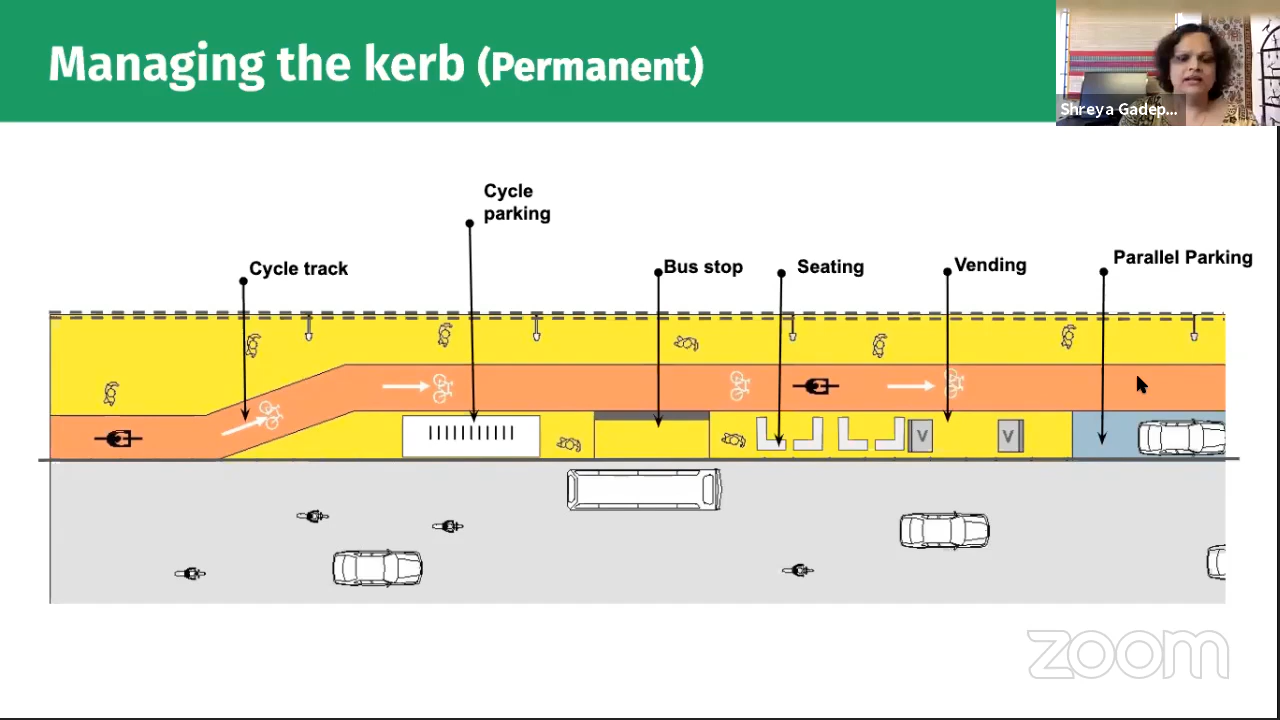 Managing the kerb (Permanent)
Shreya Gadep...
Cycle
parking
Cycle track
Bus stop
Seating
Vending
Parallel Parking
V
V
zoom